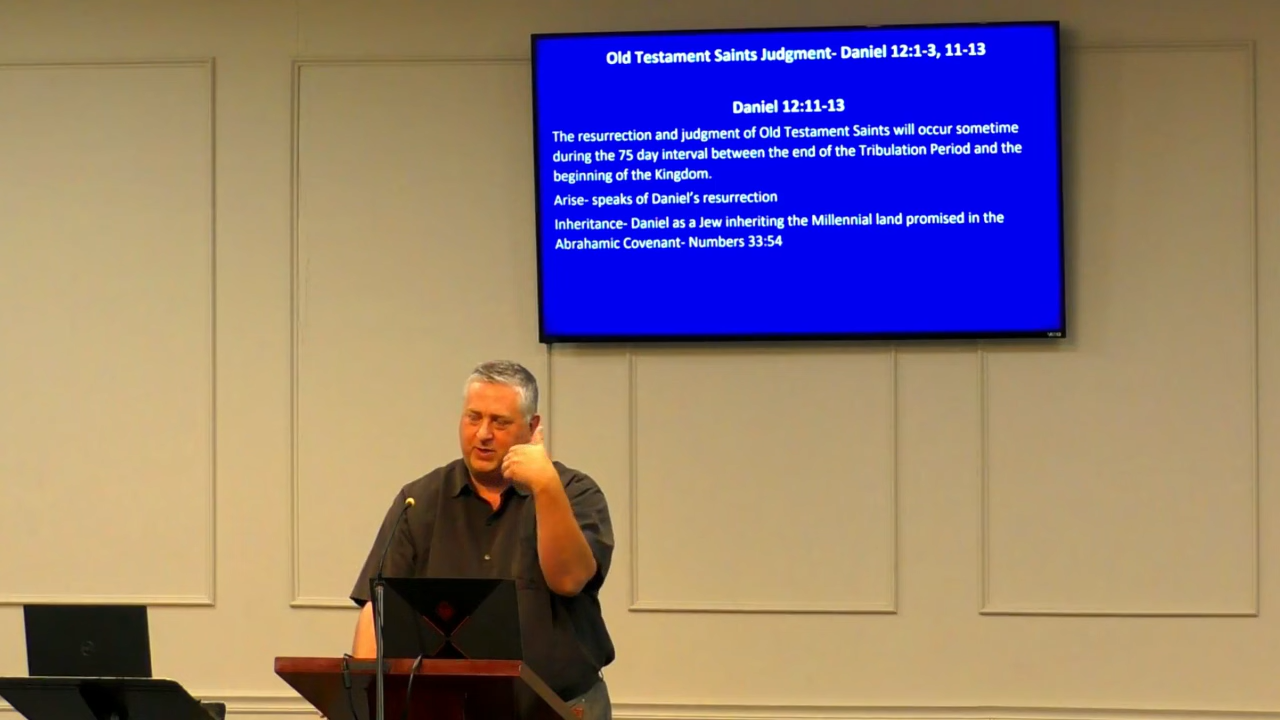 Old Testament Saints Judgment- Daniel 12:1-3, 11-13
Daniel 12:11-13
The resurrection and judgment of Old Testament Saints will occur sometime
during the 75 day interval between the end of the Tribulation Period and the
beginning of the Kingdom.
Arise- speaks of Daniel's resurrection
Inheritance- Daniel as a Jew inheriting the Millennial land promised in the
Abrahamic Covenant- Numbers 33:54